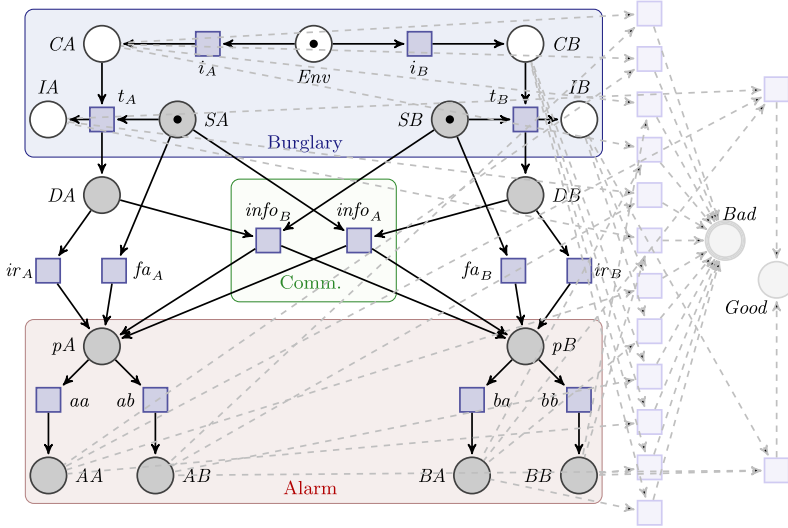 CA
i_A
Env
i_B
CB
IA
t_A
SA
SB
t_B
IB
Burglary
DA
info_B
info_A
DB
Bad
ir_A
fa_A
Comm.
fa_B
ir_B
Good
pA
pB
aa
ab
ba
bb
AA
AB
BA
BB
Alarm